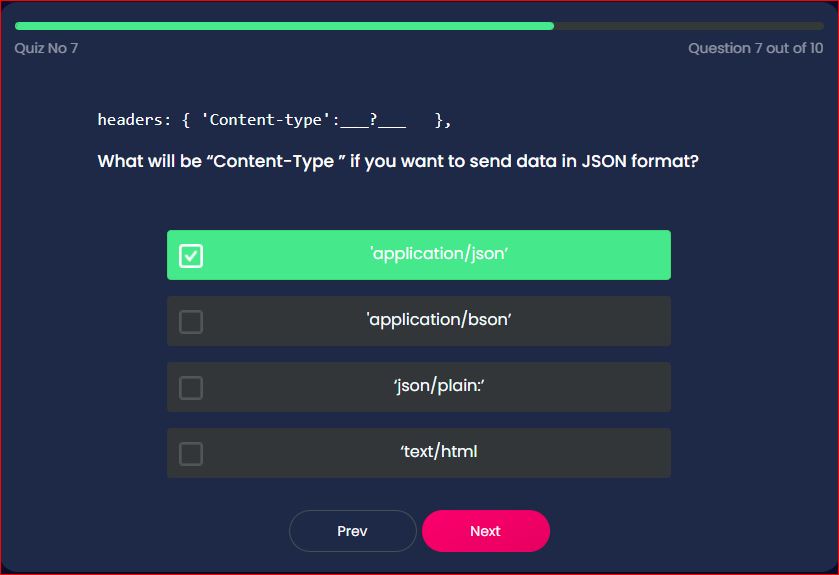 Quiz No 7
Question 7 out of 10
headers: { 'Content-type':___?___   },
What will be “Content-Type ” if you want to send data in JSON format?
'application/json’
'application/bson’
‘json/plain:‘
‘text/html
Prev
Next